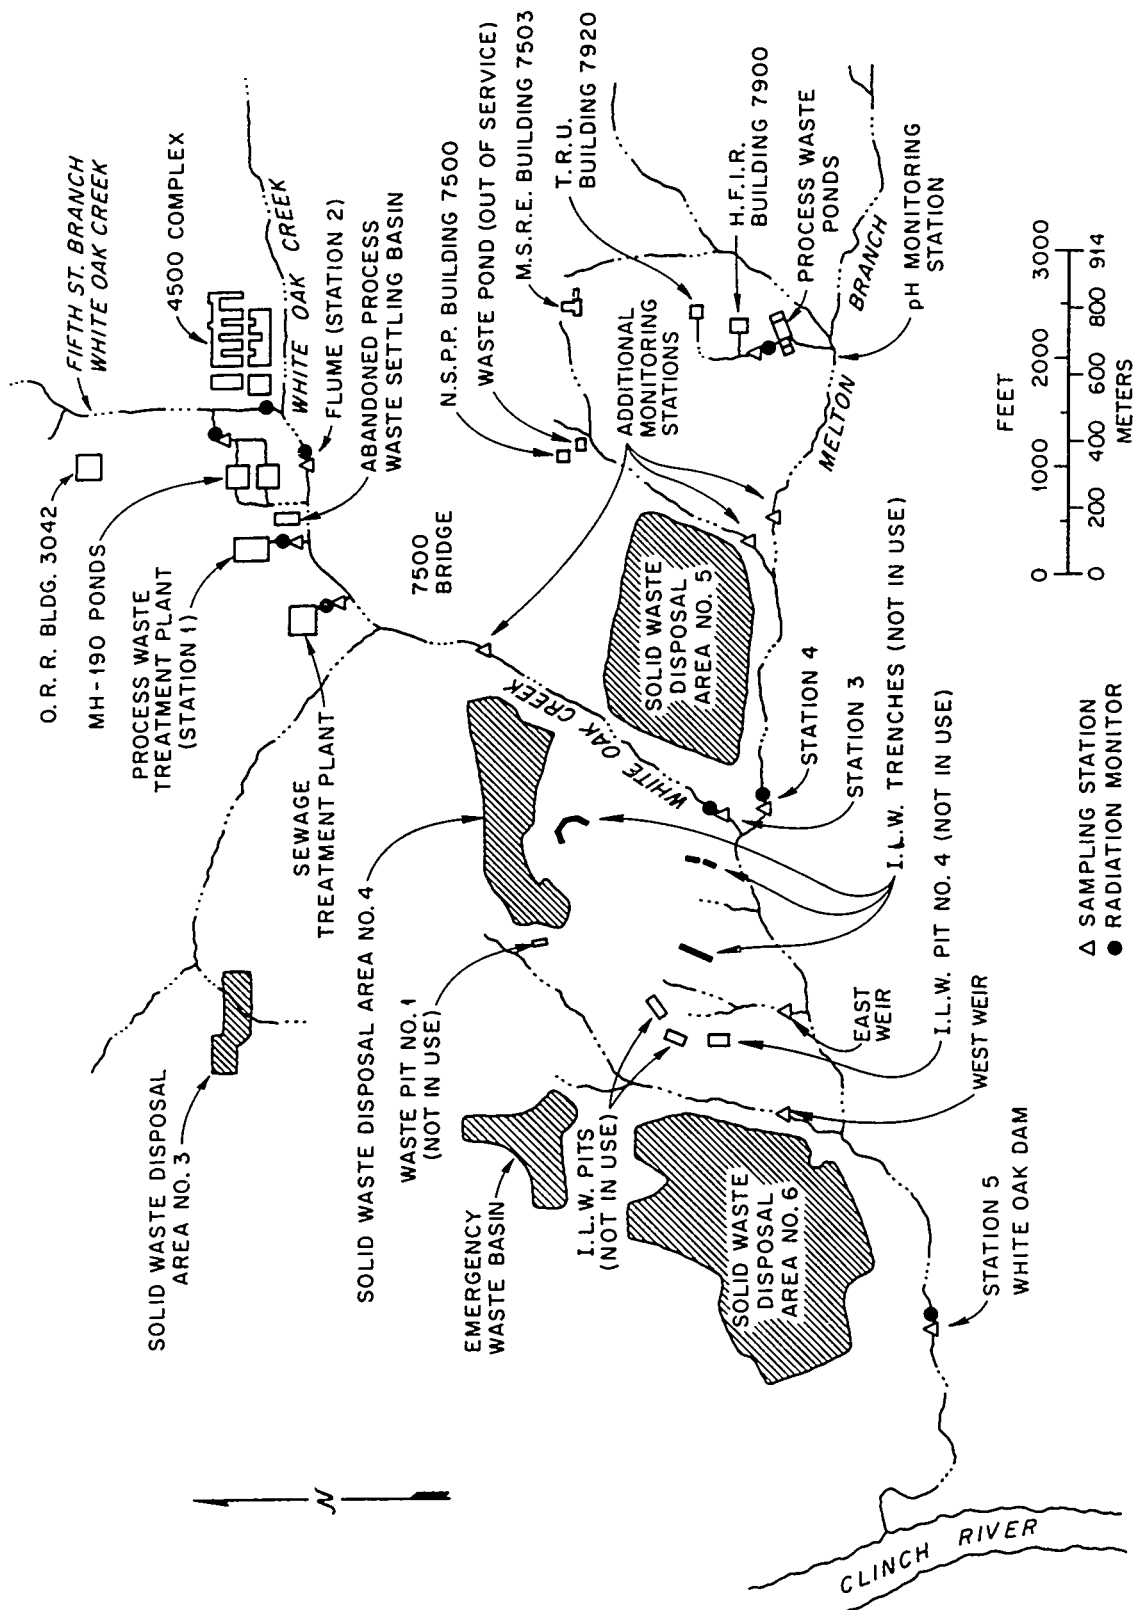 FIFTH ST. BRANCH
WHITE OAK CREEK
4500 COMPLEX
WHITE OAK CREEK
FLUME (STATION 2)
ABANDONED PROCESS
WASTE SETTLING BASIN
O. R. R. BLDG. 3042
MH-190 PONDS
PROCESS WASTE
TREATMENT PLANT
(STATION 1)
SEWAGE
TREATMENT PLANT
7500
BRIDGE
N.S.P.P. BUILDING 7500
WASTE POND (OUT OF SERVICE)
M.S.R.E. BUILDING 7503
T.R.U.
BUILDING 7920
H.F.I.R.
BUILDING 7900
PROCESS WASTE
PONDS
pH MONITORING
STATION
MELTON BRANCH
ADDITIONAL
MONITORING
STATIONS
SOLID WASTE
DISPOSAL
AREA NO. 5
WHITE OAK CREEK
STATION 4
STATION 3
I.L.W. TRENCHES (NOT IN USE)
I.L.W. PIT NO. 4 (NOT IN USE)
EAST
WEIR
WEST WEIR
SOLID WASTE DISPOSAL
AREA NO. 3
SOLID WASTE DISPOSAL AREA NO. 4
WASTE PIT NO. 1
(NOT IN USE)
EMERGENCY
WASTE BASIN
I.L.W. PITS
(NOT IN USE)
SOLID WASTE
DISPOSAL
AREA NO. 6
STATION 5
WHITE OAK DAM
CLINCH RIVER
N
FEET
0 1000 2000 3000
0 200 400 600 800 914
METERS
△ SAMPLING STATION
● RADIATION MONITOR